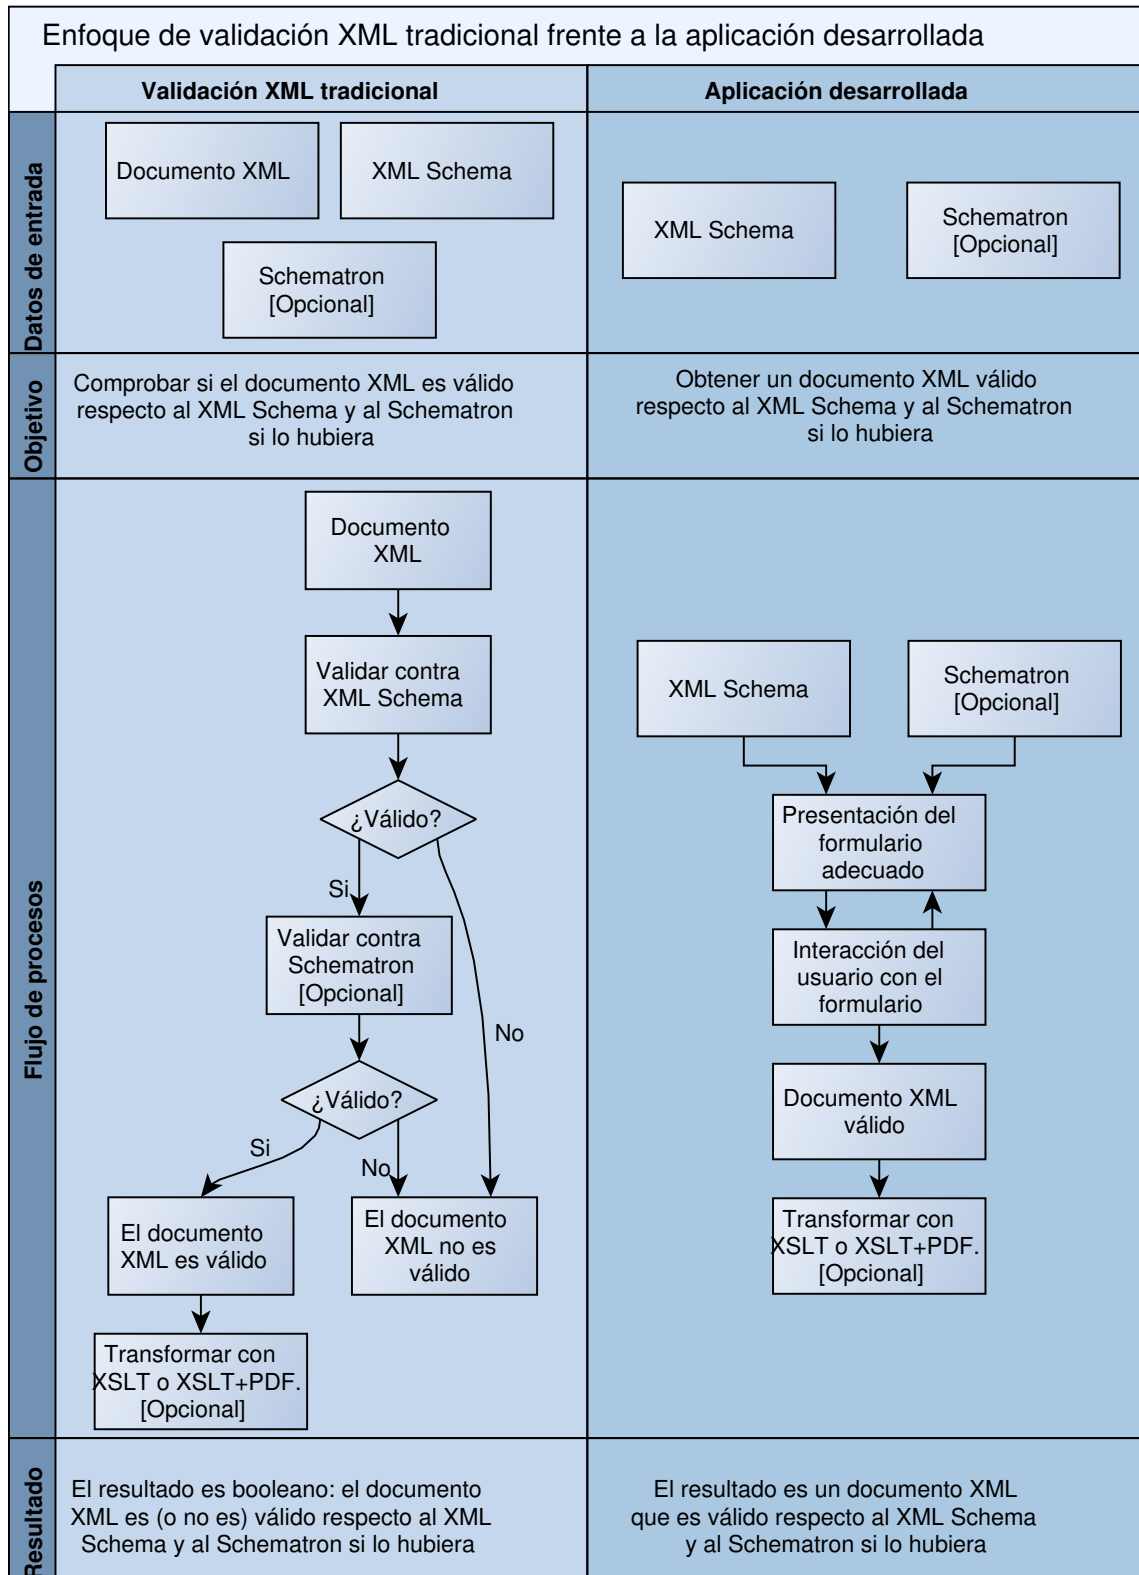 Enfoque de validación XML tradicional frente a la aplicación desarrollada
Validación XML tradicional
Aplicación desarrollada
Datos de entrada
Documento XML
XML Schema
Schematron
[Opcional]
XML Schema
Schematron
[Opcional]
Objetivo
Comprobar si el documento XML es válido
respecto al XML Schema y al Schematron
si lo hubiera
Obtener un documento XML válido
respecto al XML Schema y al Schematron
si lo hubiera
Flujo de procesos
Documento
XML
Validar contra
XML Schema
¿Válido?
Si
No
Validar contra
Schematron
[Opcional]
¿Válido?
Si
No
El documento
XML es válido
El documento
XML no es
válido
Transformar con
XSLT o XSLT+PDF.
[Opcional]
XML Schema
Schematron
[Opcional]
Presentación del
formulario
adecuado
Interacción del
usuario con el
formulario
Documento XML
válido
Transformar con
XSLT o XSLT+PDF.
[Opcional]
Resultado
El resultado es booleano: el documento
XML es (o no es) válido respecto al XML
Schema y al Schematron si lo hubiera
El resultado es un documento XML
que es válido respecto al XML Schema
y al Schematron si lo hubiera